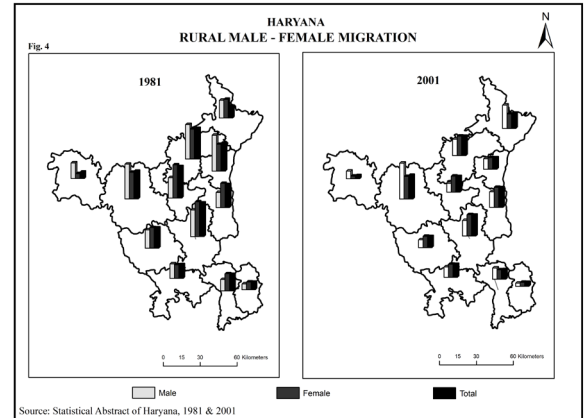 HARYANA
N
RURAL MALE - FEMALE MIGRATION
Fig. 4
1981
2001
0 15 30 60 Kilometers
0 15 30 60 Kilometers
Male Female Total
Source: Statistical Abstract of Haryana, 1981 & 2001